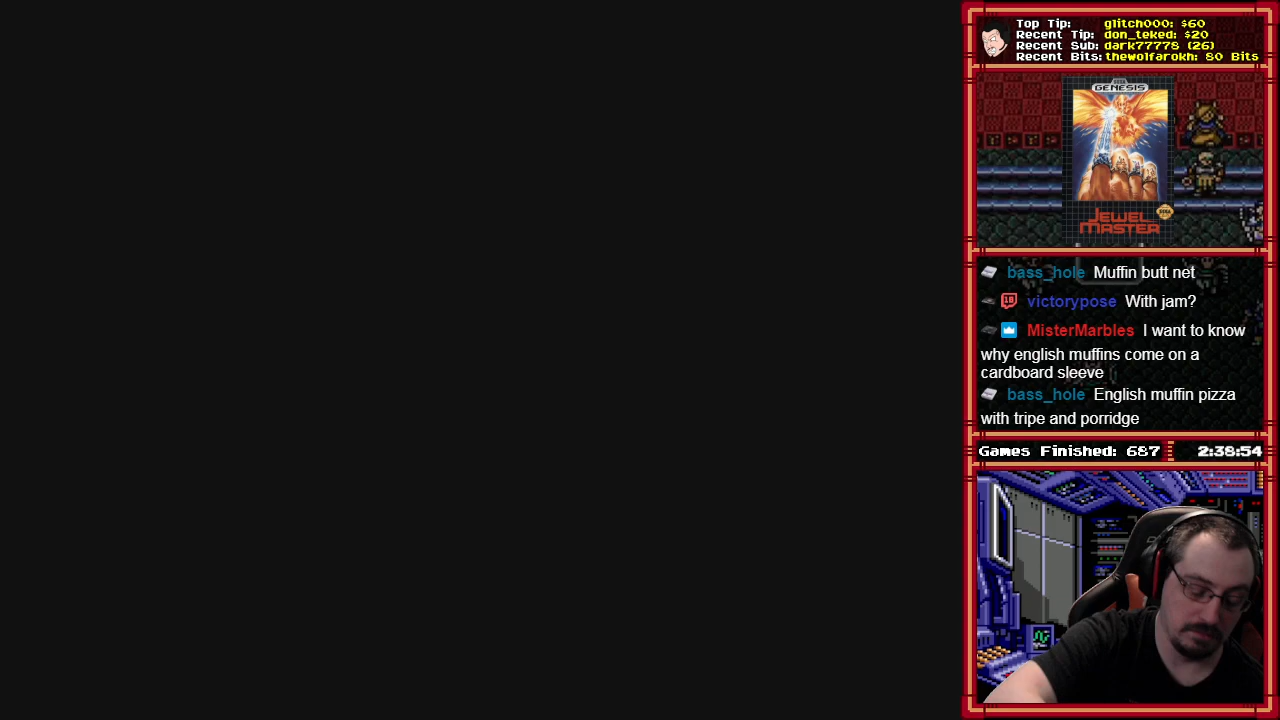 Top Tip: glitch000: $60
Recent Tip: don_teked: $20
Recent Sub: dark77778 (26)
Recent Bits: thewolfarokh: 80 Bits
SEGA
GENESIS
JEWEL
MASTER
SEGA
bass_hole Muffin butt net
15 victorypose With jam?
MisterMarbles I want to know
why english muffins come on a
cardboard sleeve
bass_hole English muffin pizza
with tripe and porridge
Games Finished: 687 2:38:54